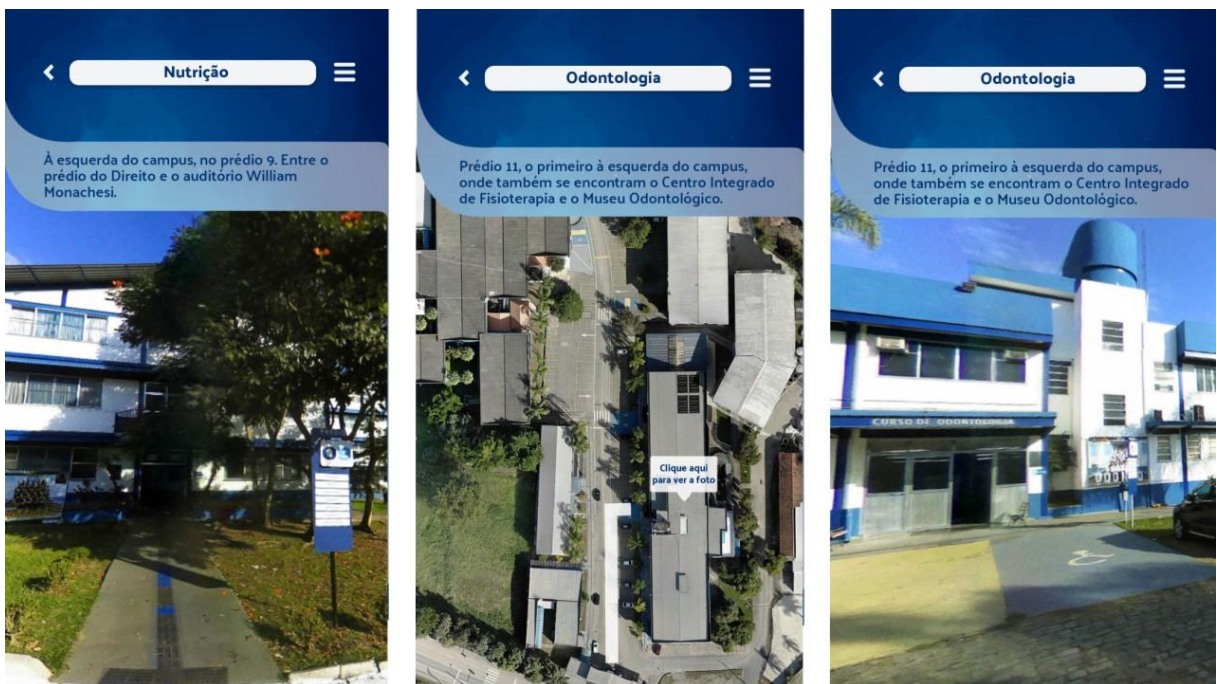 Nutrição
À esquerda do campus, no prédio 9. Entre o
prédio do Direito e o auditório William
Monachesi.
Odontologia
Prédio 11, o primeiro à esquerda do campus,
onde também se encontram o Centro Integrado
de Fisioterapia e o Museu Odontológico.
Clique aqui
para ver a foto
Odontologia
Prédio 11, o primeiro à esquerda do campus,
onde também se encontram o Centro Integrado
de Fisioterapia e o Museu Odontológico.
CURSO DE ODONTOLOGIA